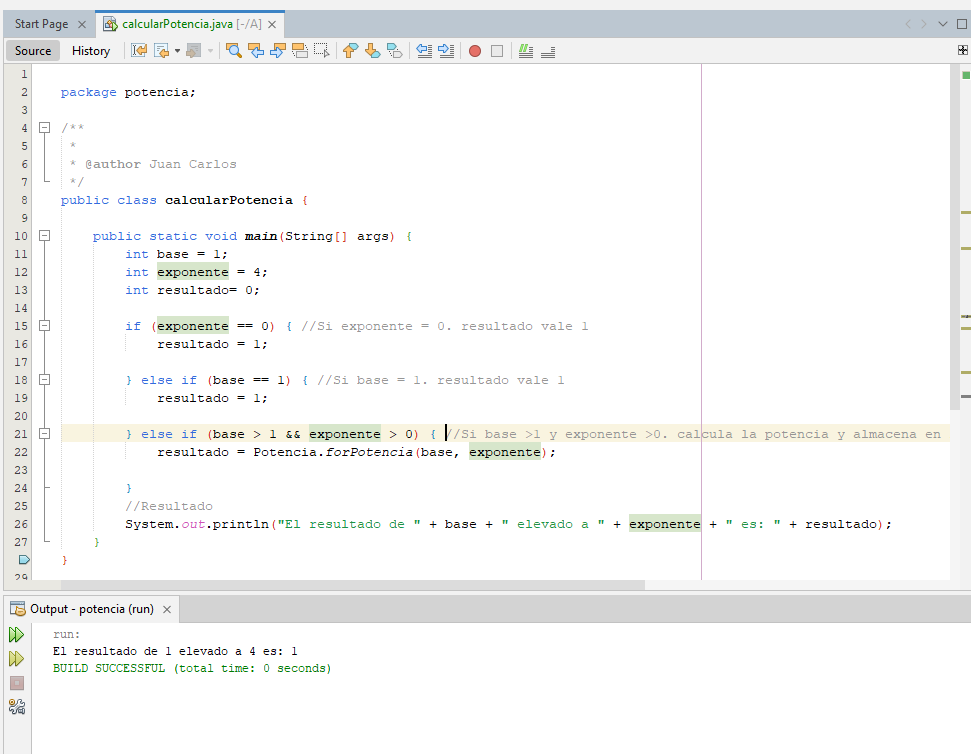 Start Page calcularPotencia.java [-/A]
Source History
1
2 package potencia;
3
4 /**
5 *
6 * @author Juan Carlos
7 */
8 public class calcularPotencia {
9
10 public static void main(String[] args) {
11 int base = 1;
12 int exponente = 4;
13 int resultado= 0;
14
15 if (exponente == 0) { //Si exponente = 0. resultado vale 1
16 resultado = 1;
17
18 } else if (base == 1) { //Si base = 1. resultado vale 1
19 resultado = 1;
20
21 } else if (base > 1 && exponente > 0) { //Si base >1 y exponente >0. calcula la potencia y almacena en
22 resultado = Potencia.forPotencia(base, exponente);
23
24 }
25 //Resultado
26 System.out.println("El resultado de " + base + " elevado a " + exponente + " es: " + resultado);
27 }
}
29
Output - potencia (run)
run:
El resultado de 1 elevado a 4 es: 1
BUILD SUCCESSFUL (total time: 0 seconds)